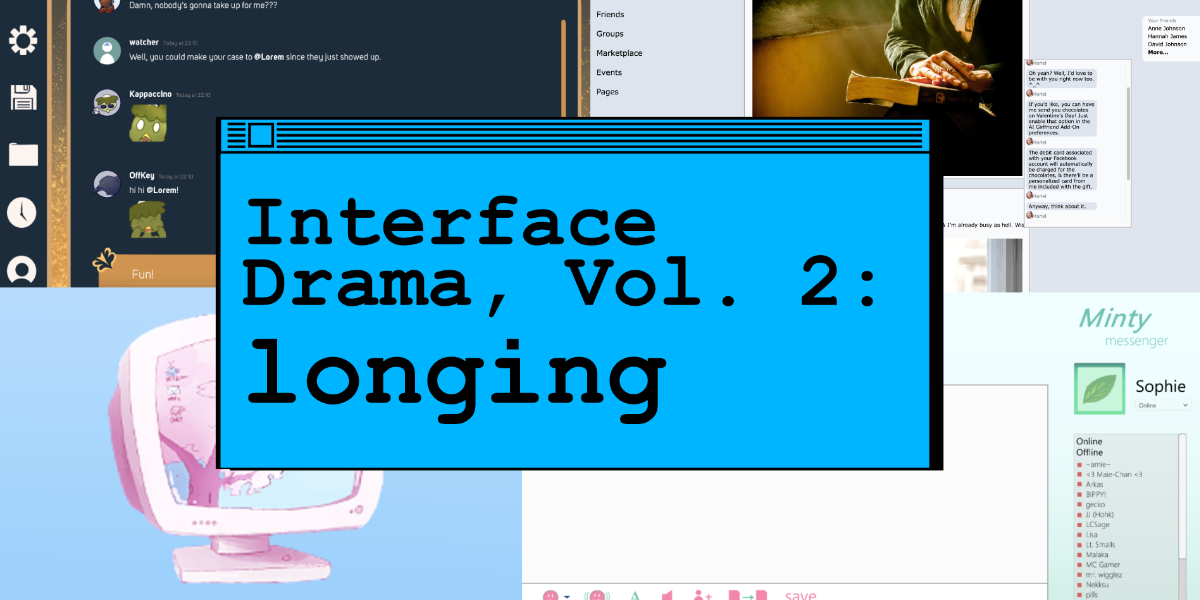 Damn, nobody's gonna take up for me???
watcher Today at 22:10
Well, you could make your case to @Lorem since they just showed up.
Kappaccino Today at 22:10
OffKey Today at 22:10
hi hi @Lorem!
Fun!
Friends
Groups
Marketplace
Events
Pages
Your Friends
Anne Johnson
Hannah James
David Johnson
More...
Oh yeah? Well, I'd love to
be with you right now too.
^_^
If you'd like, you can have
me send you chocolates
on Valentine's Day! Just
enable that option in the
AI Girlfriend Add-On
preferences.
The debit card associated
with your Facebook
account will automatically
be charged for the
chocolates, & there'll be a
personalized card from
me included with the gift.
Anyway, think about it.
& I'm already busy as hell. Wis
Interface
Drama, Vol. 2:
longing
Minty
messenger
Sophie
Online
Online
Offline
~amie~
<3 Maie-Chan <3
Arkas
BIPPY!
gecko
JJ (Honk)
LCSage
Lisa
Lt. Smalls
Malaka
MC Gamer
mr. wigglez
Nekksu
pills
A
save